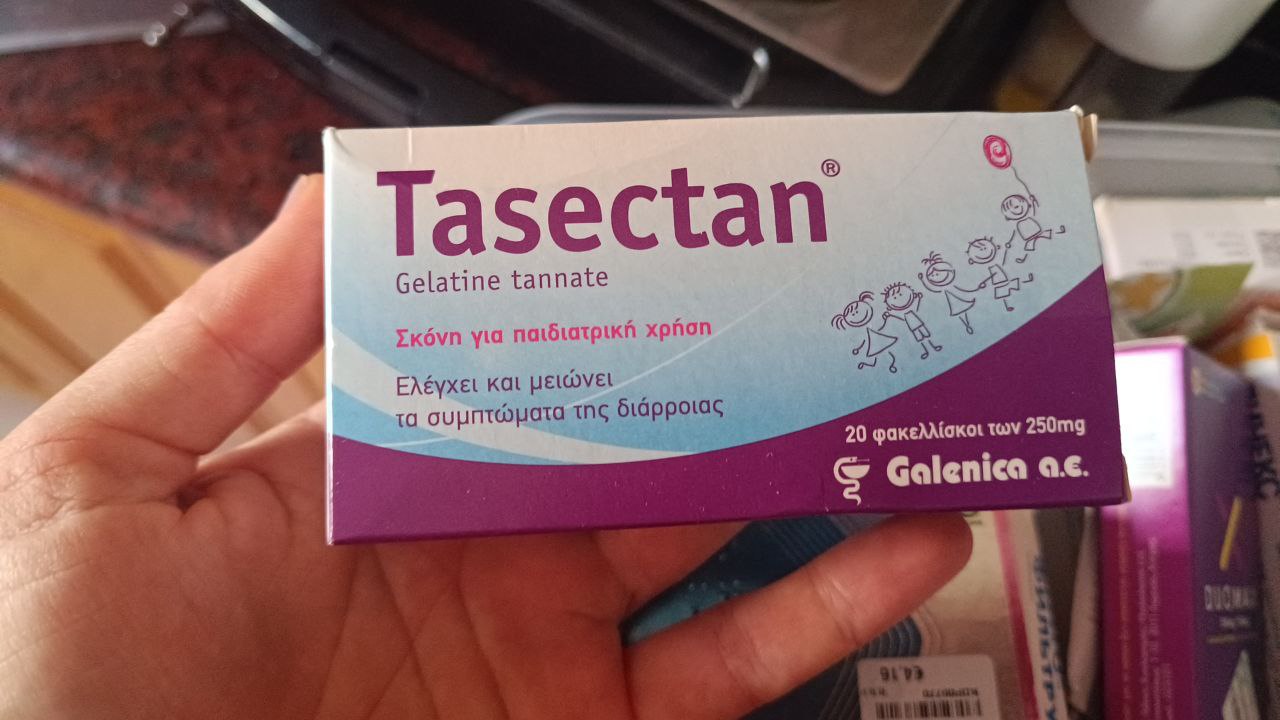 Tasectan®
Gelatine tannate
Σκόνη για παιδιατρική χρήση
Ελέγχει και μειώνει
τα συμπτώματα της διάρροιας
20 φακελλίσκοι των 250mg
Galenica α.ε.
€4.16